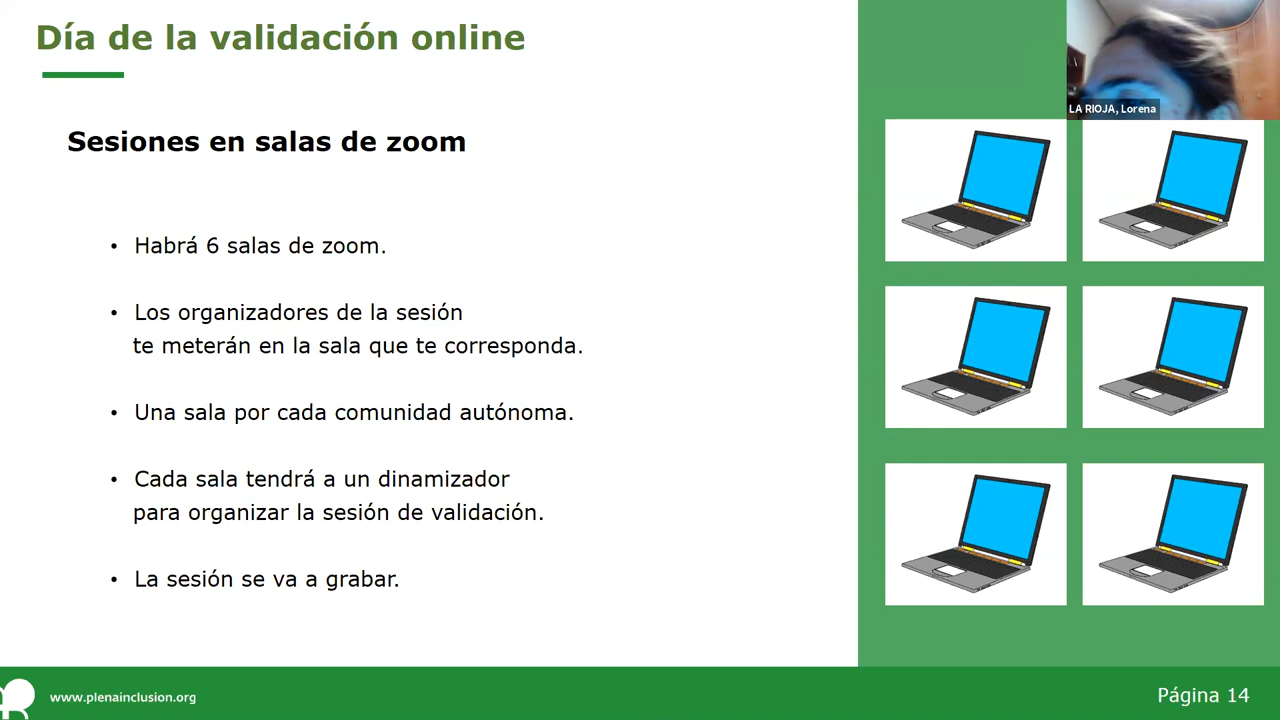 Día de la validación online
LA RIOJA, Lorena
Sesiones en salas de zoom
• Habrá 6 salas de zoom.
• Los organizadores de la sesión
te meterán en la sala que te corresponda.
• Una sala por cada comunidad autónoma.
• Cada sala tendrá a un dinamizador
para organizar la sesión de validación.
• La sesión se va a grabar.
www.plenainclusion.org
Página 14